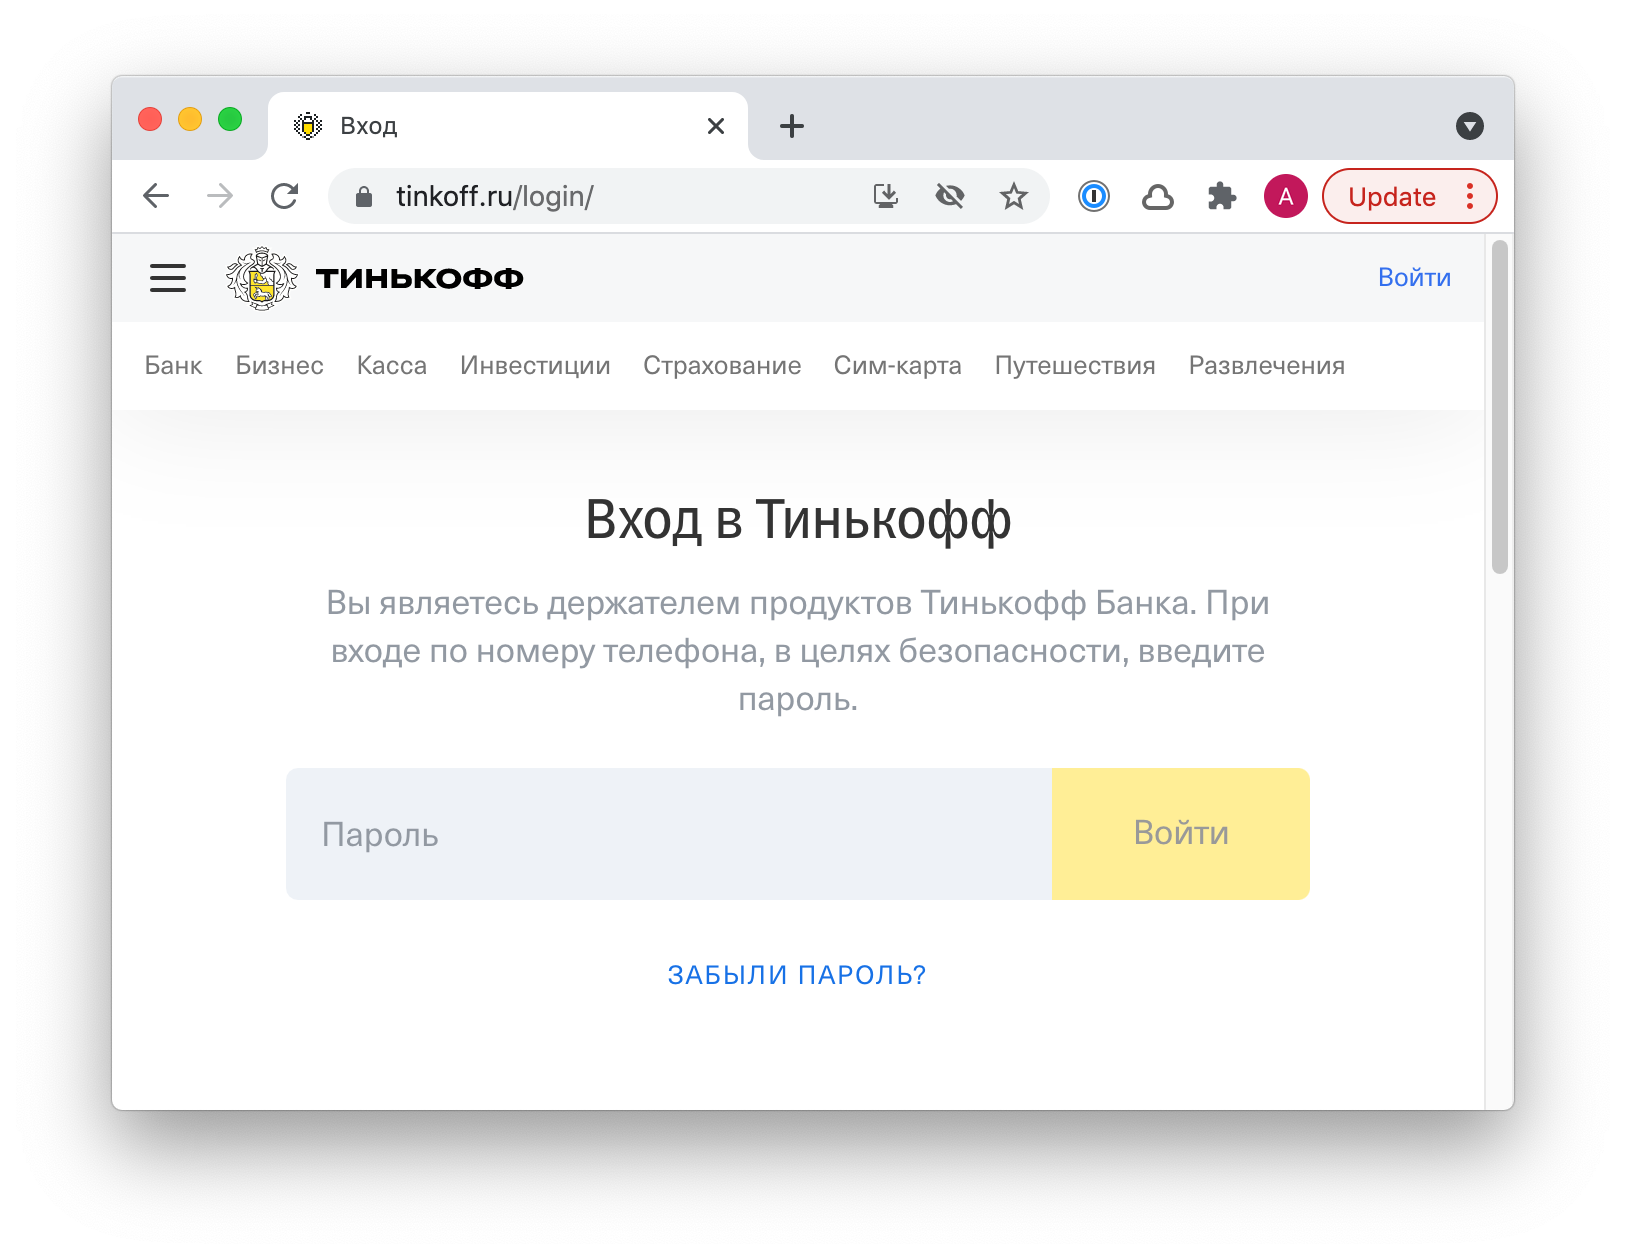 Вход
tinkoff.ru/login/
A
Update
ТИНЬКОФФ
Войти
Банк Бизнес Касса Инвестиции Страхование Сим-карта Путешествия Развлечения
Вход в Тинькофф
Вы являетесь держателем продуктов Тинькофф Банка. При
входе по номеру телефона, в целях безопасности, введите
пароль.
Пароль
Войти
ЗАБЫЛИ ПАРОЛЬ?